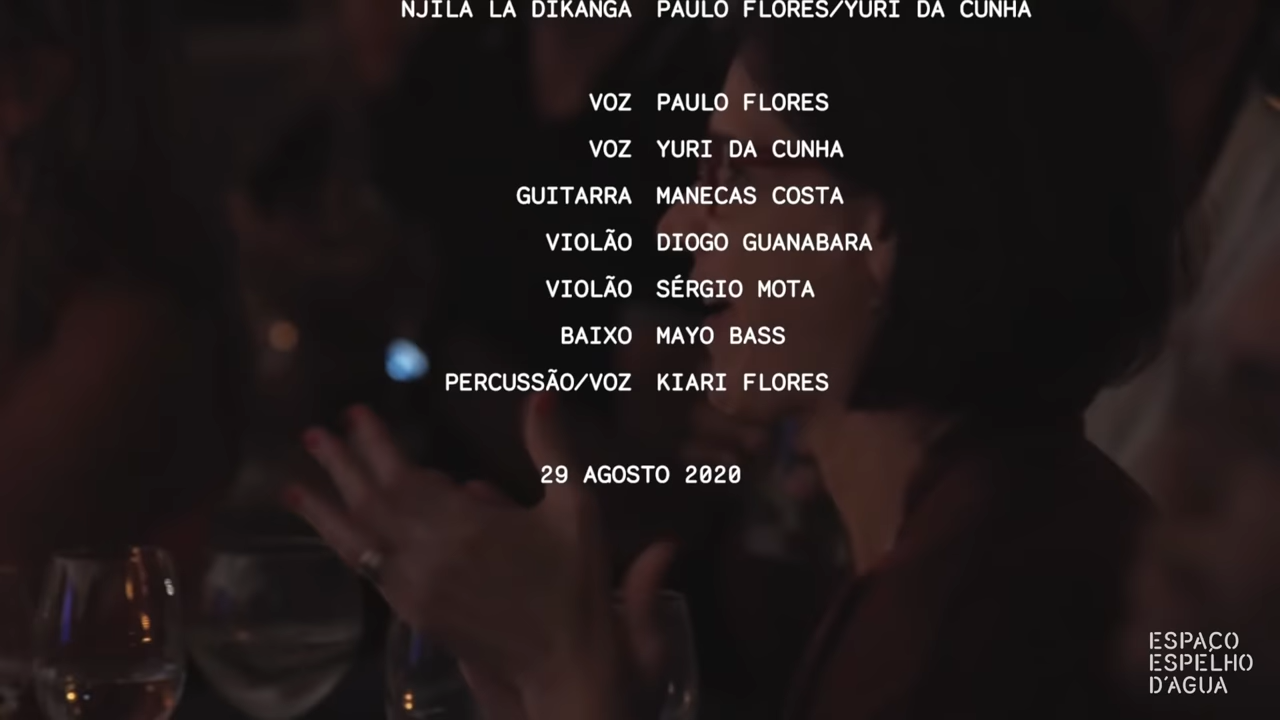 NJILA LA DIKANGA PAULO FLORES/YURI DA CUNHA
VOZ PAULO FLORES
VOZ YURI DA CUNHA
GUITARRA MANECAS COSTA
VIOLÃO DIOGO GUANABARA
VIOLÃO SÉRGIO MOTA
BAIXO MAYO BASS
PERCUSSÃO/VOZ KIARI FLORES
29 AGOSTO 2020
ESPAÇO
ESPELHO
D'ÁGUA